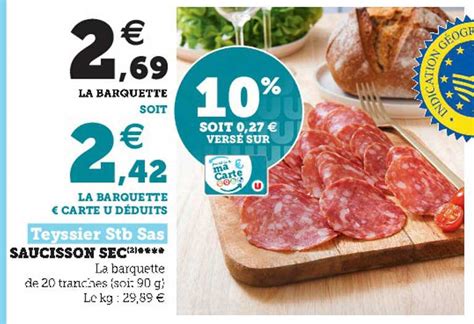 2,69 €
LA BARQUETTE
SOIT
2,42 €
LA BARQUETTE
€ CARTE U DÉDUITS
10%
SOIT 0,27 €
VERSÉ SUR
ma
Carte
€
U
Teyssier Stb Sas
SAUCISSON SEC(2)****
La barquette
de 20 tranches (soit 90 g)
Le kg : 29,89 €
INDICATION GÉOGR